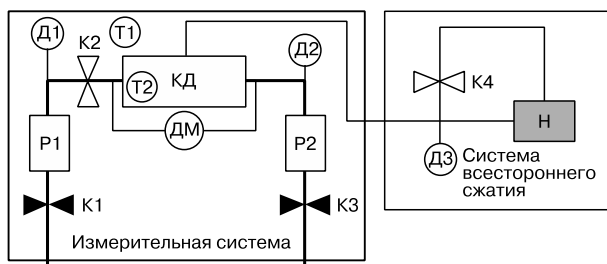 Д1
К2
Т1
Т2
КД
Д2
ДМ
Р1
Р2
К1
К3
Измерительная система
К4
Н
Д3
Система
всестороннего
сжатия